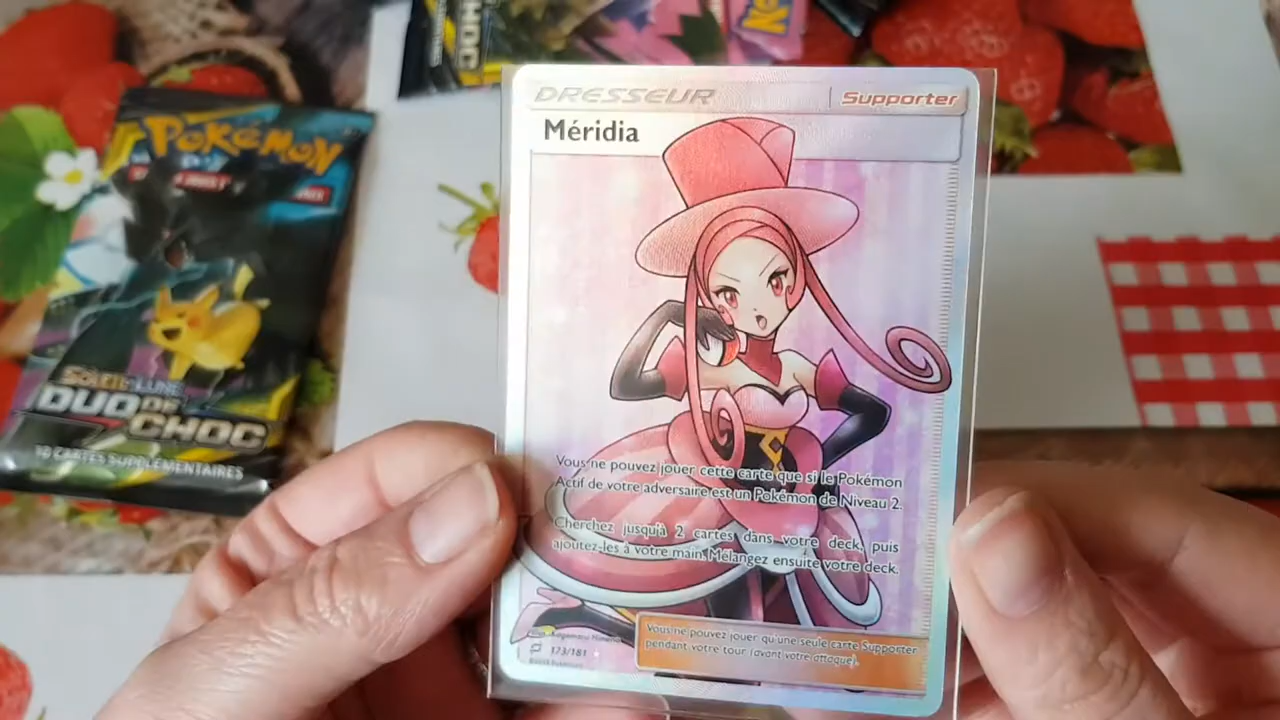 CHOC
POKÉMON
SOLEIL LUNE
DUO DE
CHOC
10 CARTES SUPPLÉMENTAIRES
DRESSEUR
Supporter
Méridia
Vous ne pouvez jouer cette carte que si le Pokémon
Actif de votre adversaire est un Pokémon de Niveau 2.
Cherchez jusqu'à 2 cartes dans votre deck, puis
ajoutez-les à votre main. Mélangez ensuite votre deck.
173/181
Vous ne pouvez jouer qu'une seule carte Supporter
pendant votre tour (avant votre attaque).